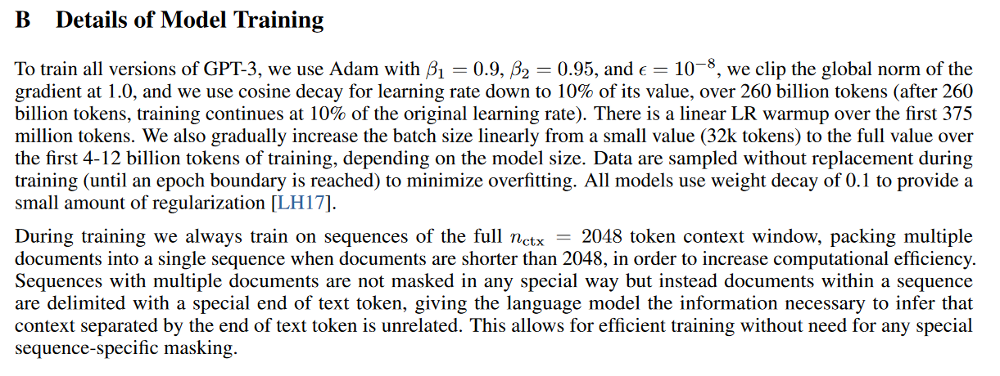 B Details of Model Training
To train all versions of GPT-3, we use Adam with β₁ = 0.9, β₂ = 0.95, and ϵ = 10⁻⁸, we clip the global norm of the
gradient at 1.0, and we use cosine decay for learning rate down to 10% of its value, over 260 billion tokens (after 260
billion tokens, training continues at 10% of the original learning rate). There is a linear LR warmup over the first 375
million tokens. We also gradually increase the batch size linearly from a small value (32k tokens) to the full value over
the first 4-12 billion tokens of training, depending on the model size. Data are sampled without replacement during
training (until an epoch boundary is reached) to minimize overfitting. All models use weight decay of 0.1 to provide a
small amount of regularization [LH17].
During training we always train on sequences of the full n_ctx = 2048 token context window, packing multiple
documents into a single sequence when documents are shorter than 2048, in order to increase computational efficiency.
Sequences with multiple documents are not masked in any special way but instead documents within a sequence
are delimited with a special end of text token, giving the language model the information necessary to infer that
context separated by the end of text token is unrelated. This allows for efficient training without need for any special
sequence-specific masking.